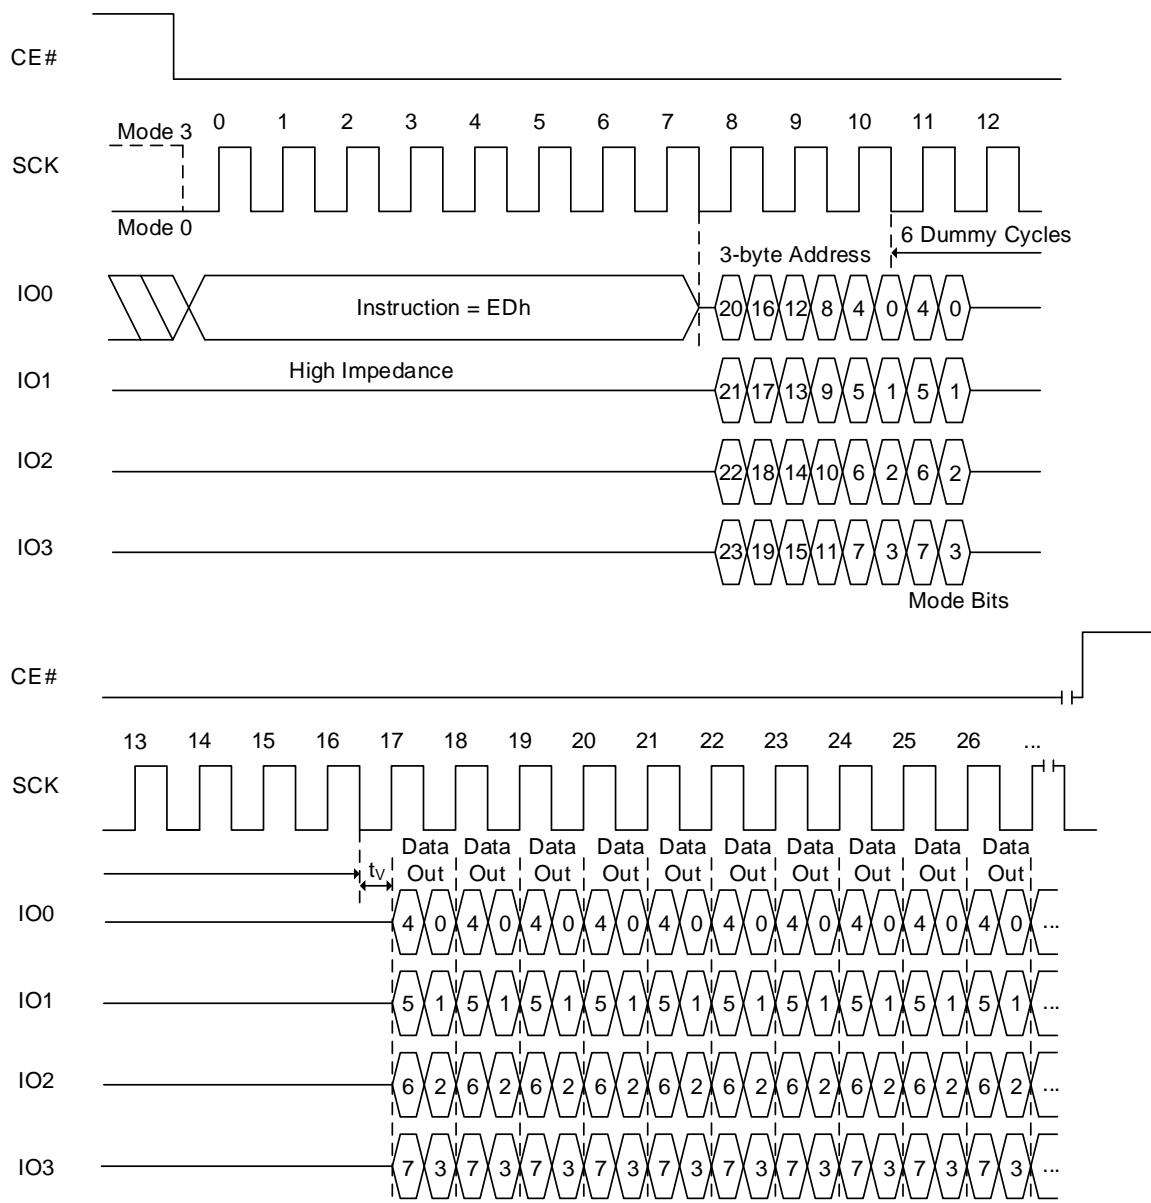 CE#
Mode 3 0 1 2 3 4 5 6 7 8 9 10 11 12
SCK
Mode 0
6 Dummy Cycles
3-byte Address
IO0 Instruction = EDh 20 16 12 8 4 0 4 0
High Impedance
IO1 21 17 13 9 5 1 5 1
IO2 22 18 14 10 6 2 6 2
IO3 23 19 15 11 7 3 7 3
Mode Bits
CE#
13 14 15 16 17 18 19 20 21 22 23 24 25 26 ...
SCK
Data Data Data Data Data Data Data Data Data Data
tV Out Out Out Out Out Out Out Out Out Out
IO0 4 0 4 0 4 0 4 0 4 0 4 0 4 0 4 0 4 0 4 0 ...
IO1 5 1 5 1 5 1 5 1 5 1 5 1 5 1 5 1 5 1 5 1 ...
IO2 6 2 6 2 6 2 6 2 6 2 6 2 6 2 6 2 6 2 6 2 ...
IO3 7 3 7 3 7 3 7 3 7 3 7 3 7 3 7 3 7 3 7 3 ...